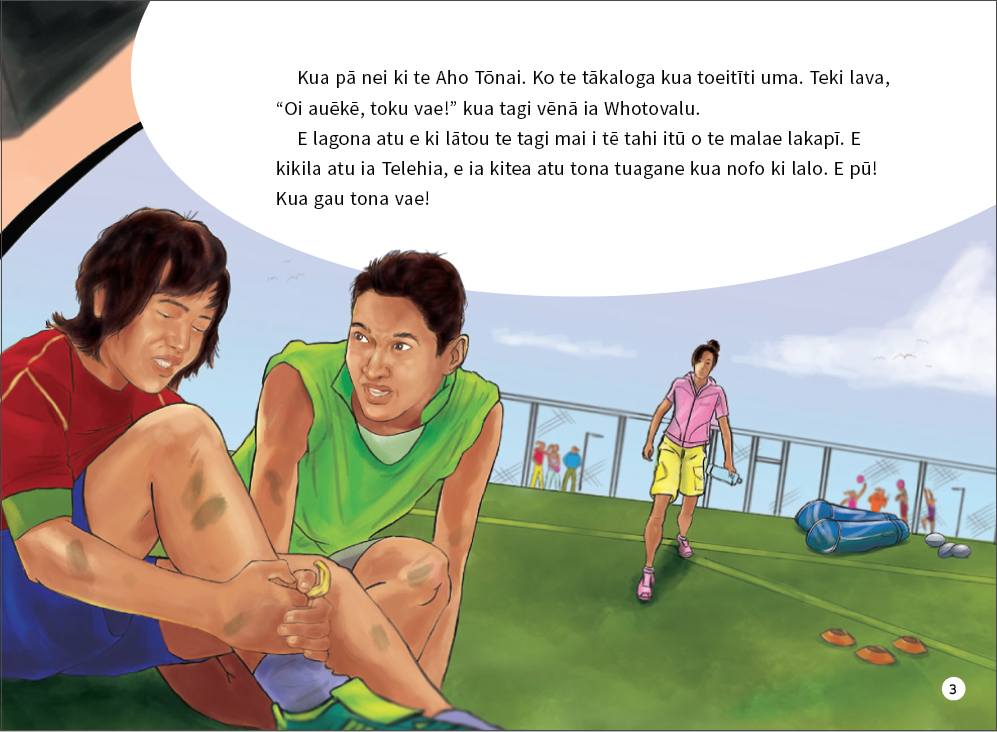 Kua pā nei ki te Aho Tōnai. Ko te tākaloga kua toeitīti uma. Teki lava,
“Oi auēkē, toku vae!” kua tagi vēnā ia Whotovalu.
E lagona atu e ki lātou te tagi mai i tē tahi itū o te malae lakapī. E
kikila atu ia Telehia, e ia kitea atu tona tuagane kua nofo ki lalo. E pū!
Kua gau tona vae!
3